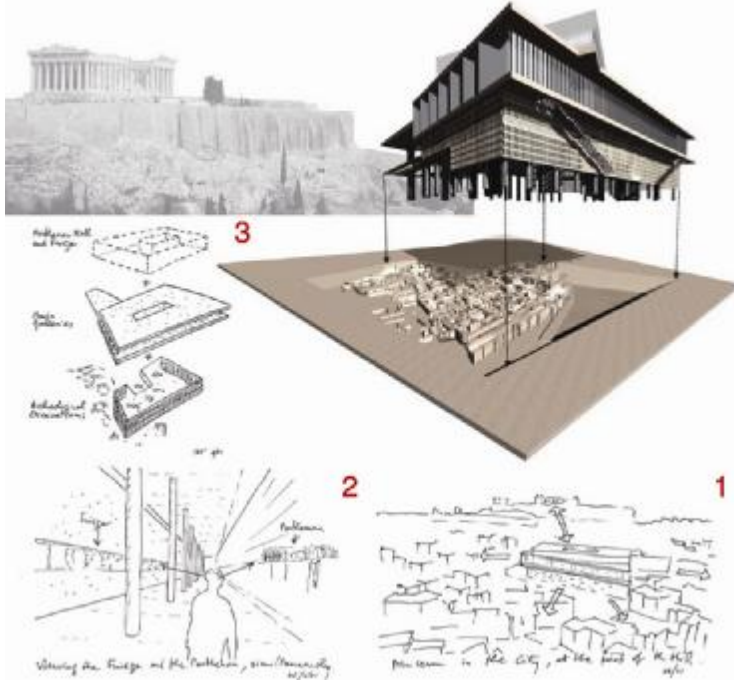 3
Parthenon Hall
and Frieze
Main
Galleries
Archaeological
Excavations
2
Frieze
Parthenon
Viewing the Frieze and the Parthenon, simultaneously
1
Museum in the City, at the foot of the Hill